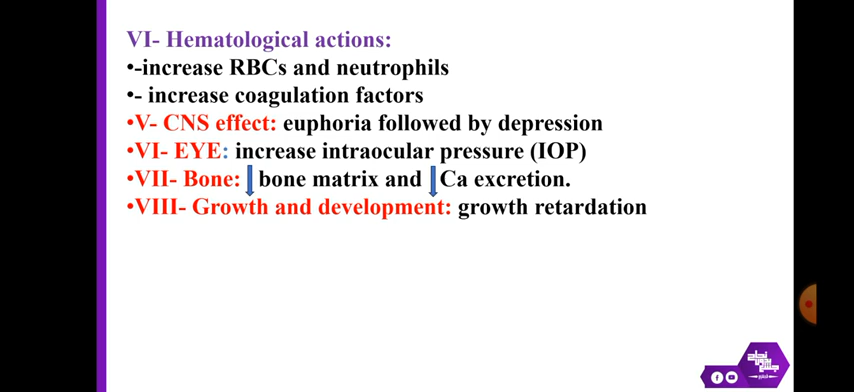 VI- Hematological actions:
•-increase RBCs and neutrophils
•- increase coagulation factors
•V- CNS effect: euphoria followed by depression
•VI- EYE: increase intraocular pressure (IOP)
•VII- Bone: ↓ bone matrix and ↓ Ca excretion.
•VIII- Growth and development: growth retardation